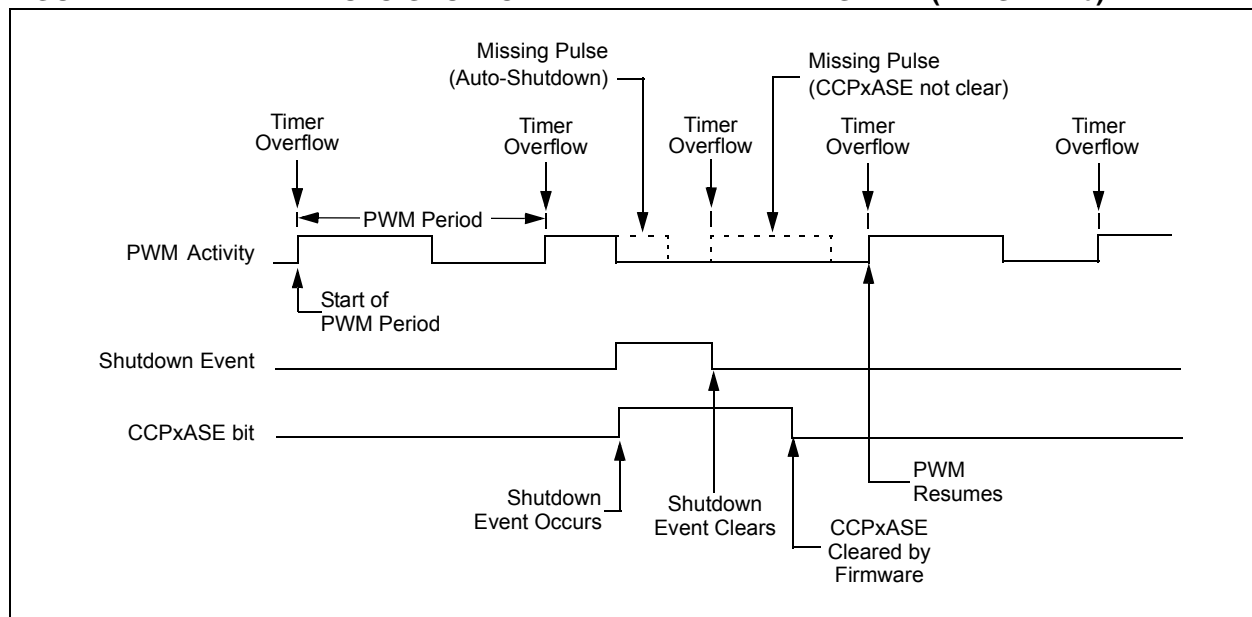 Missing Pulse
(Auto-Shutdown)
Missing Pulse
(CCPxASE not clear)
Timer
Overflow
Timer
Overflow
Timer
Overflow
Timer
Overflow
Timer
Overflow
PWM Period
PWM Activity
Start of
PWM Period
Shutdown Event
CCPxASE bit
Shutdown
Event Occurs
Shutdown
Event Clears
CCPxASE
Cleared by
Firmware
PWM
Resumes